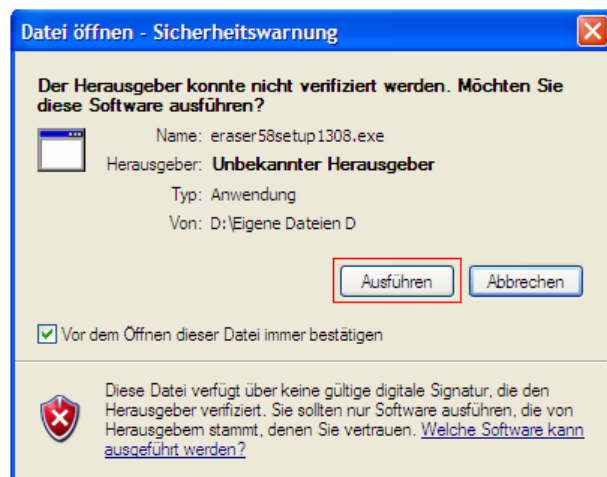 Datei öffnen - Sicherheitswarnung
Der Herausgeber konnte nicht verifiziert werden. Möchten Sie
diese Software ausführen?
Name: eraser58setup1308.exe
Herausgeber: Unbekannter Herausgeber
Typ: Anwendung
Von: D:\Eigene Dateien D
Ausführen Abbrechen
Vor dem Öffnen dieser Datei immer bestätigen
Diese Datei verfügt über keine gültige digitale Signatur, die den
Herausgeber verifiziert. Sie sollten nur Software ausführen, die von
Herausgebern stammt, denen Sie vertrauen. Welche Software kann
ausgeführt werden?